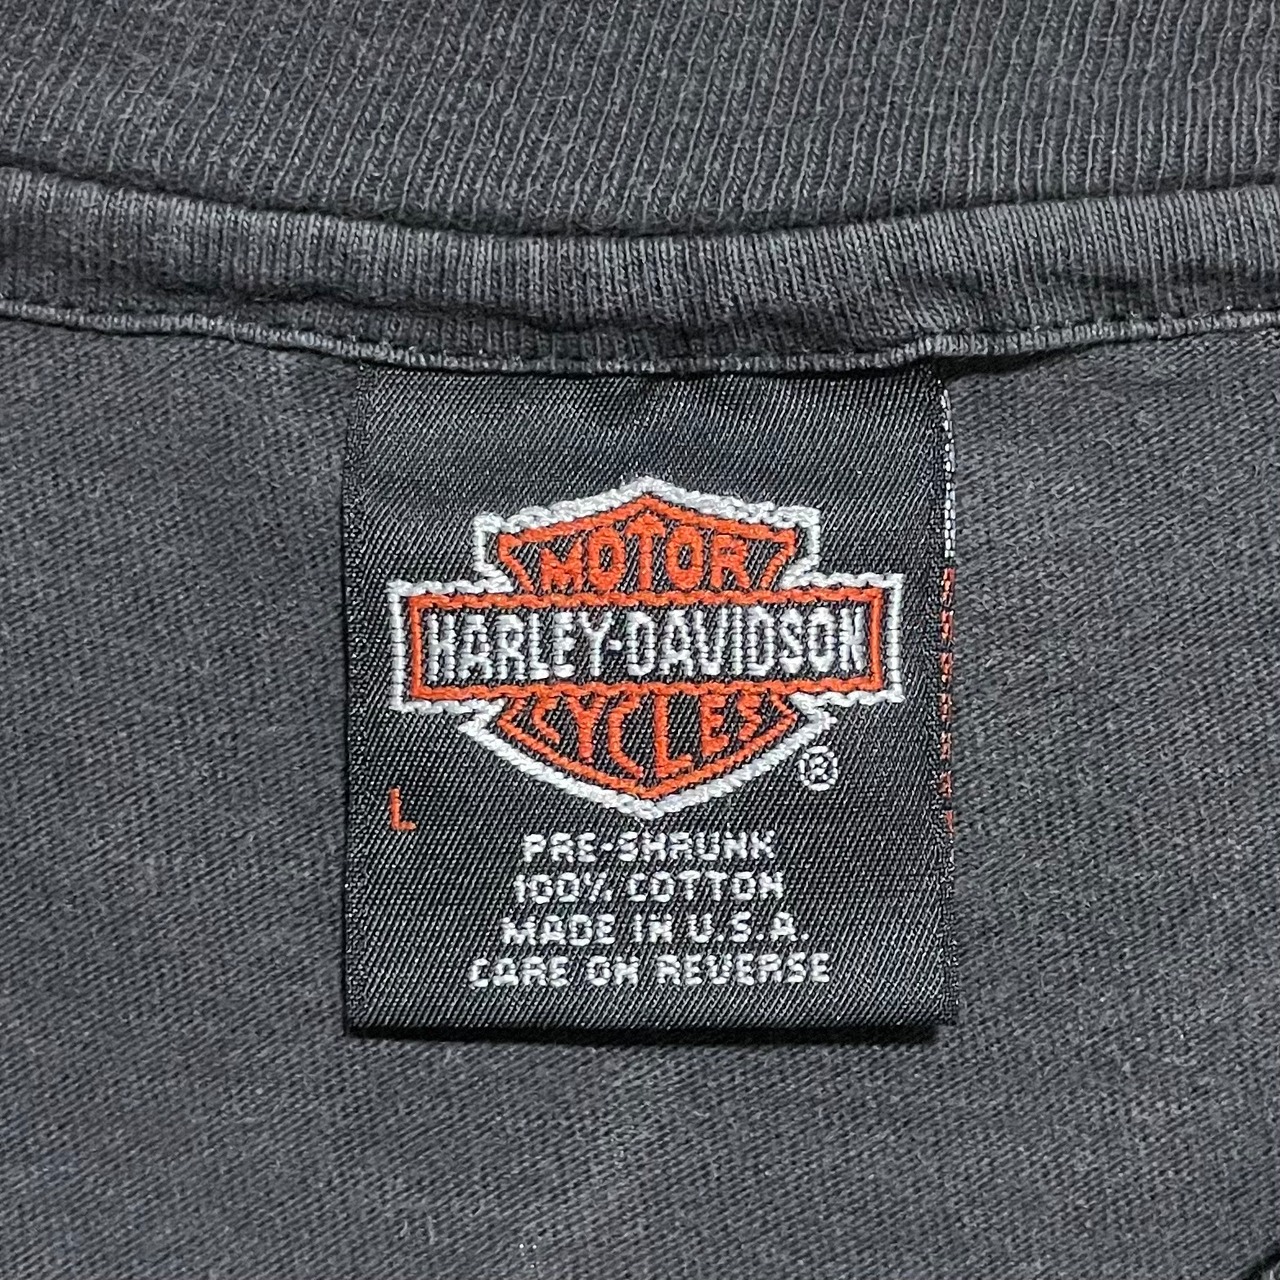 MOTOR
HARLEY-DAVIDSON
CYCLES
®
L
PRE-SHRUNK
100% COTTON
MADE IN U.S.A.
CARE ON REVERSE